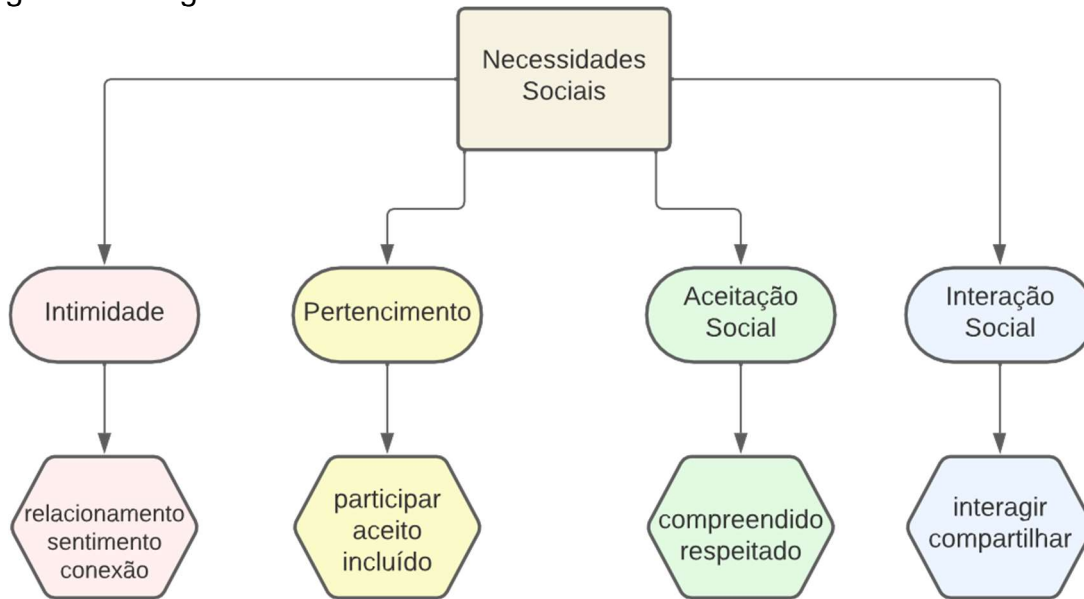 Necessidades
Sociais
Intimidade
Pertencimento
Aceitação
Social
Interação
Social
relacionamento
sentimento
conexão
participar
aceito
incluído
compreendido
respeitado
interagir
compartilhar